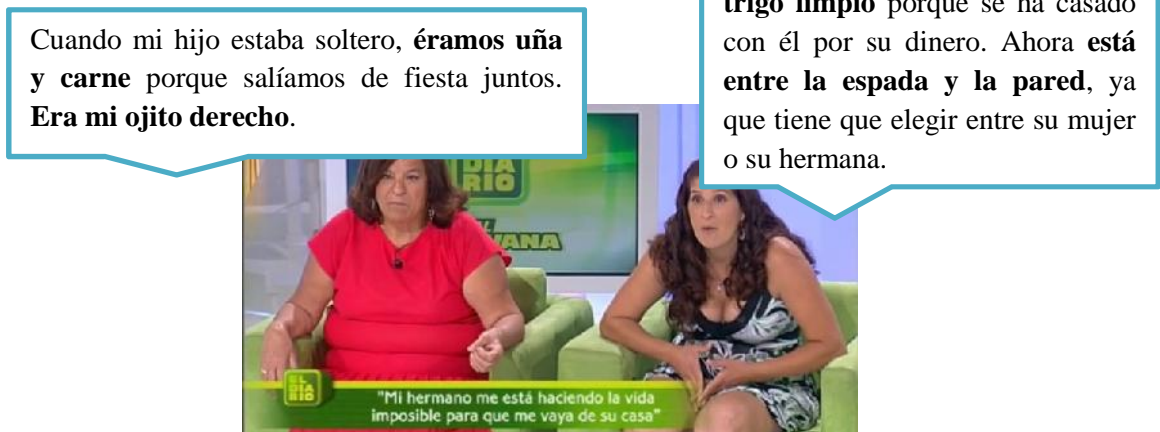 Cuando mi hijo estaba soltero, éramos uña
y carne porque salíamos de fiesta juntos.
Era mi ojito derecho.
trigo limpio porque se ha casado
con él por su dinero. Ahora está
entre la espada y la pared, ya
que tiene que elegir entre su mujer
o su hermana.
DIA
RIO
EL
DIA
RIO
"Mi hermano me está haciendo la vida
imposible para que me vaya de su casa"